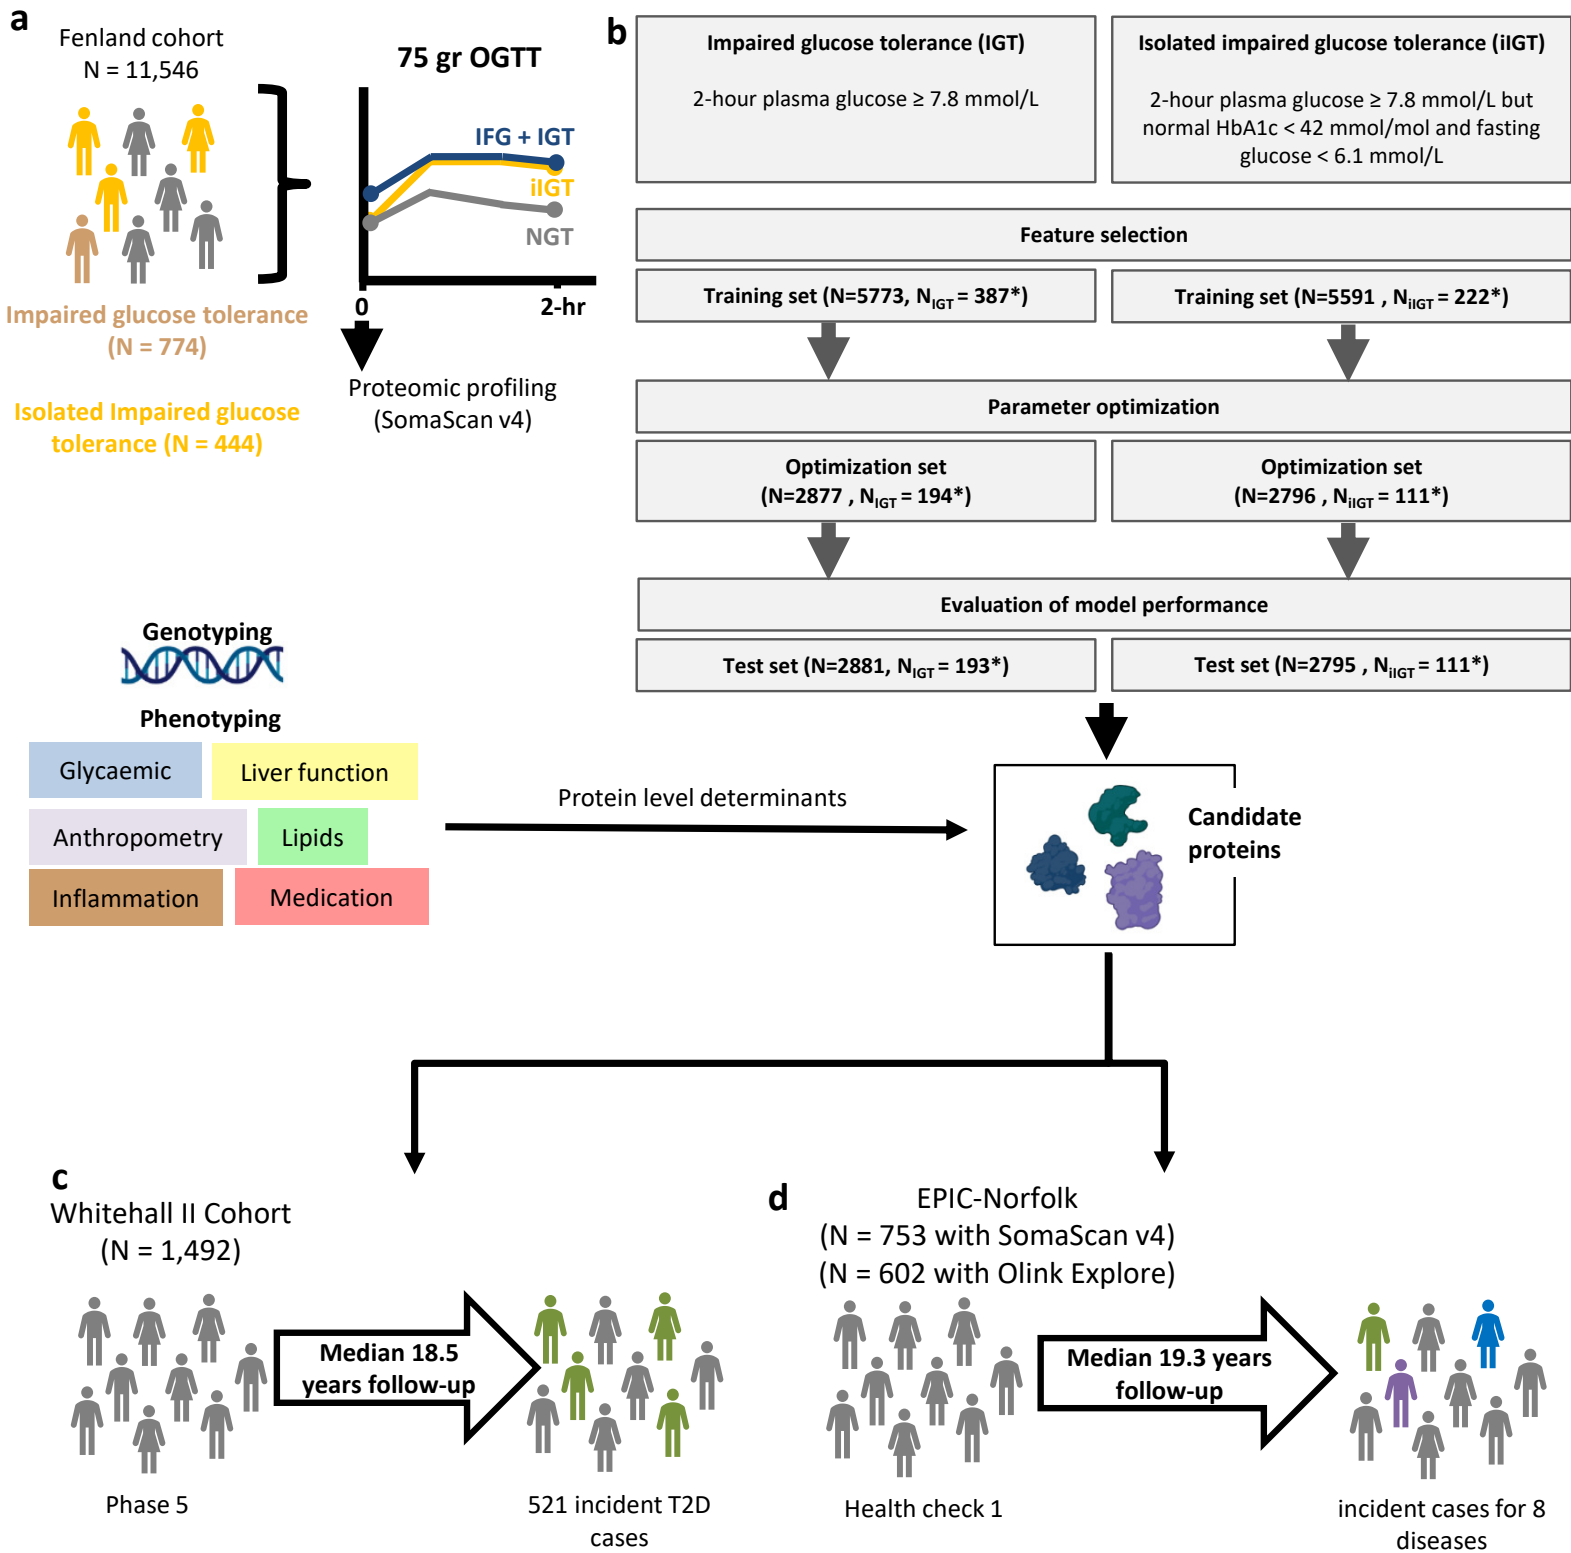 a
Fenland cohort
N = 11,546
75 gr OGTT
IFG + IGT
iIGT
NGT
0
2-hr
Impaired glucose tolerance
(N = 774)
Isolated Impaired glucose
tolerance (N = 444)
Proteomic profiling
(SomaScan v4)
b
Impaired glucose tolerance (IGT)
2-hour plasma glucose ≥ 7.8 mmol/L
Isolated impaired glucose tolerance (iIGT)
2-hour plasma glucose ≥ 7.8 mmol/L but
normal HbA1c < 42 mmol/mol and fasting
glucose < 6.1 mmol/L
Feature selection
Training set (N=5773, N_IGT = 387*)
Training set (N=5591 , N_iIGT = 222*)
Parameter optimization
Optimization set
(N=2877 , N_IGT = 194*)
Optimization set
(N=2796 , N_iIGT = 111*)
Evaluation of model performance
Test set (N=2881, N_IGT = 193*)
Test set (N=2795 , N_iIGT = 111*)
Genotyping
Phenotyping
Glycaemic
Liver function
Anthropometry
Lipids
Inflammation
Medication
Protein level determinants
Candidate
proteins
c
Whitehall II Cohort
(N = 1,492)
Median 18.5
years follow-up
Phase 5
521 incident T2D
cases
d
EPIC-Norfolk
(N = 753 with SomaScan v4)
(N = 602 with Olink Explore)
Median 19.3 years
follow-up
Health check 1
incident cases for 8
diseases